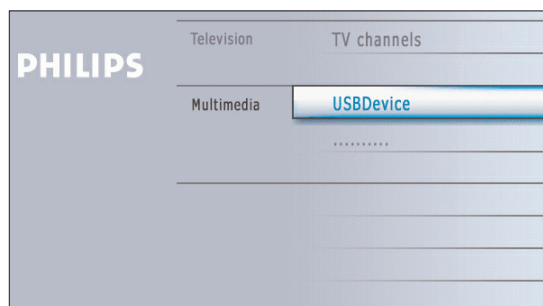 PHILIPS
Television TV channels
Multimedia USBDevice
..........